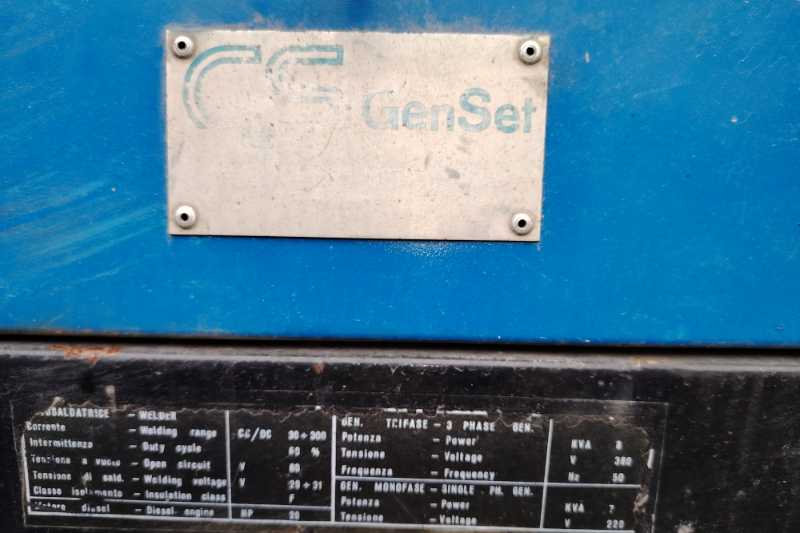 GS GenSet
SALDATRICE - WELDER
Corrente - Welding range CC/DC 30÷300
Intermittenza - Duty cycle 60 %
Tensione a vuoto - Open circuit V 80
Tensione di sald. - Welding voltage V 25÷31
Classe isolamento - Insulation class F
Motore diesel - Diesel engine HP 20
GEN. TCIFASE - 3 PHASE GEN.
Potenza - Power KVA 8
Tensione - Voltage V 380
Frequenza - Frequency Hz 50
GEN. MONOFASE - SINGLE PH. GEN.
Potenza - Power KVA 7
Tensione - Voltage V 220